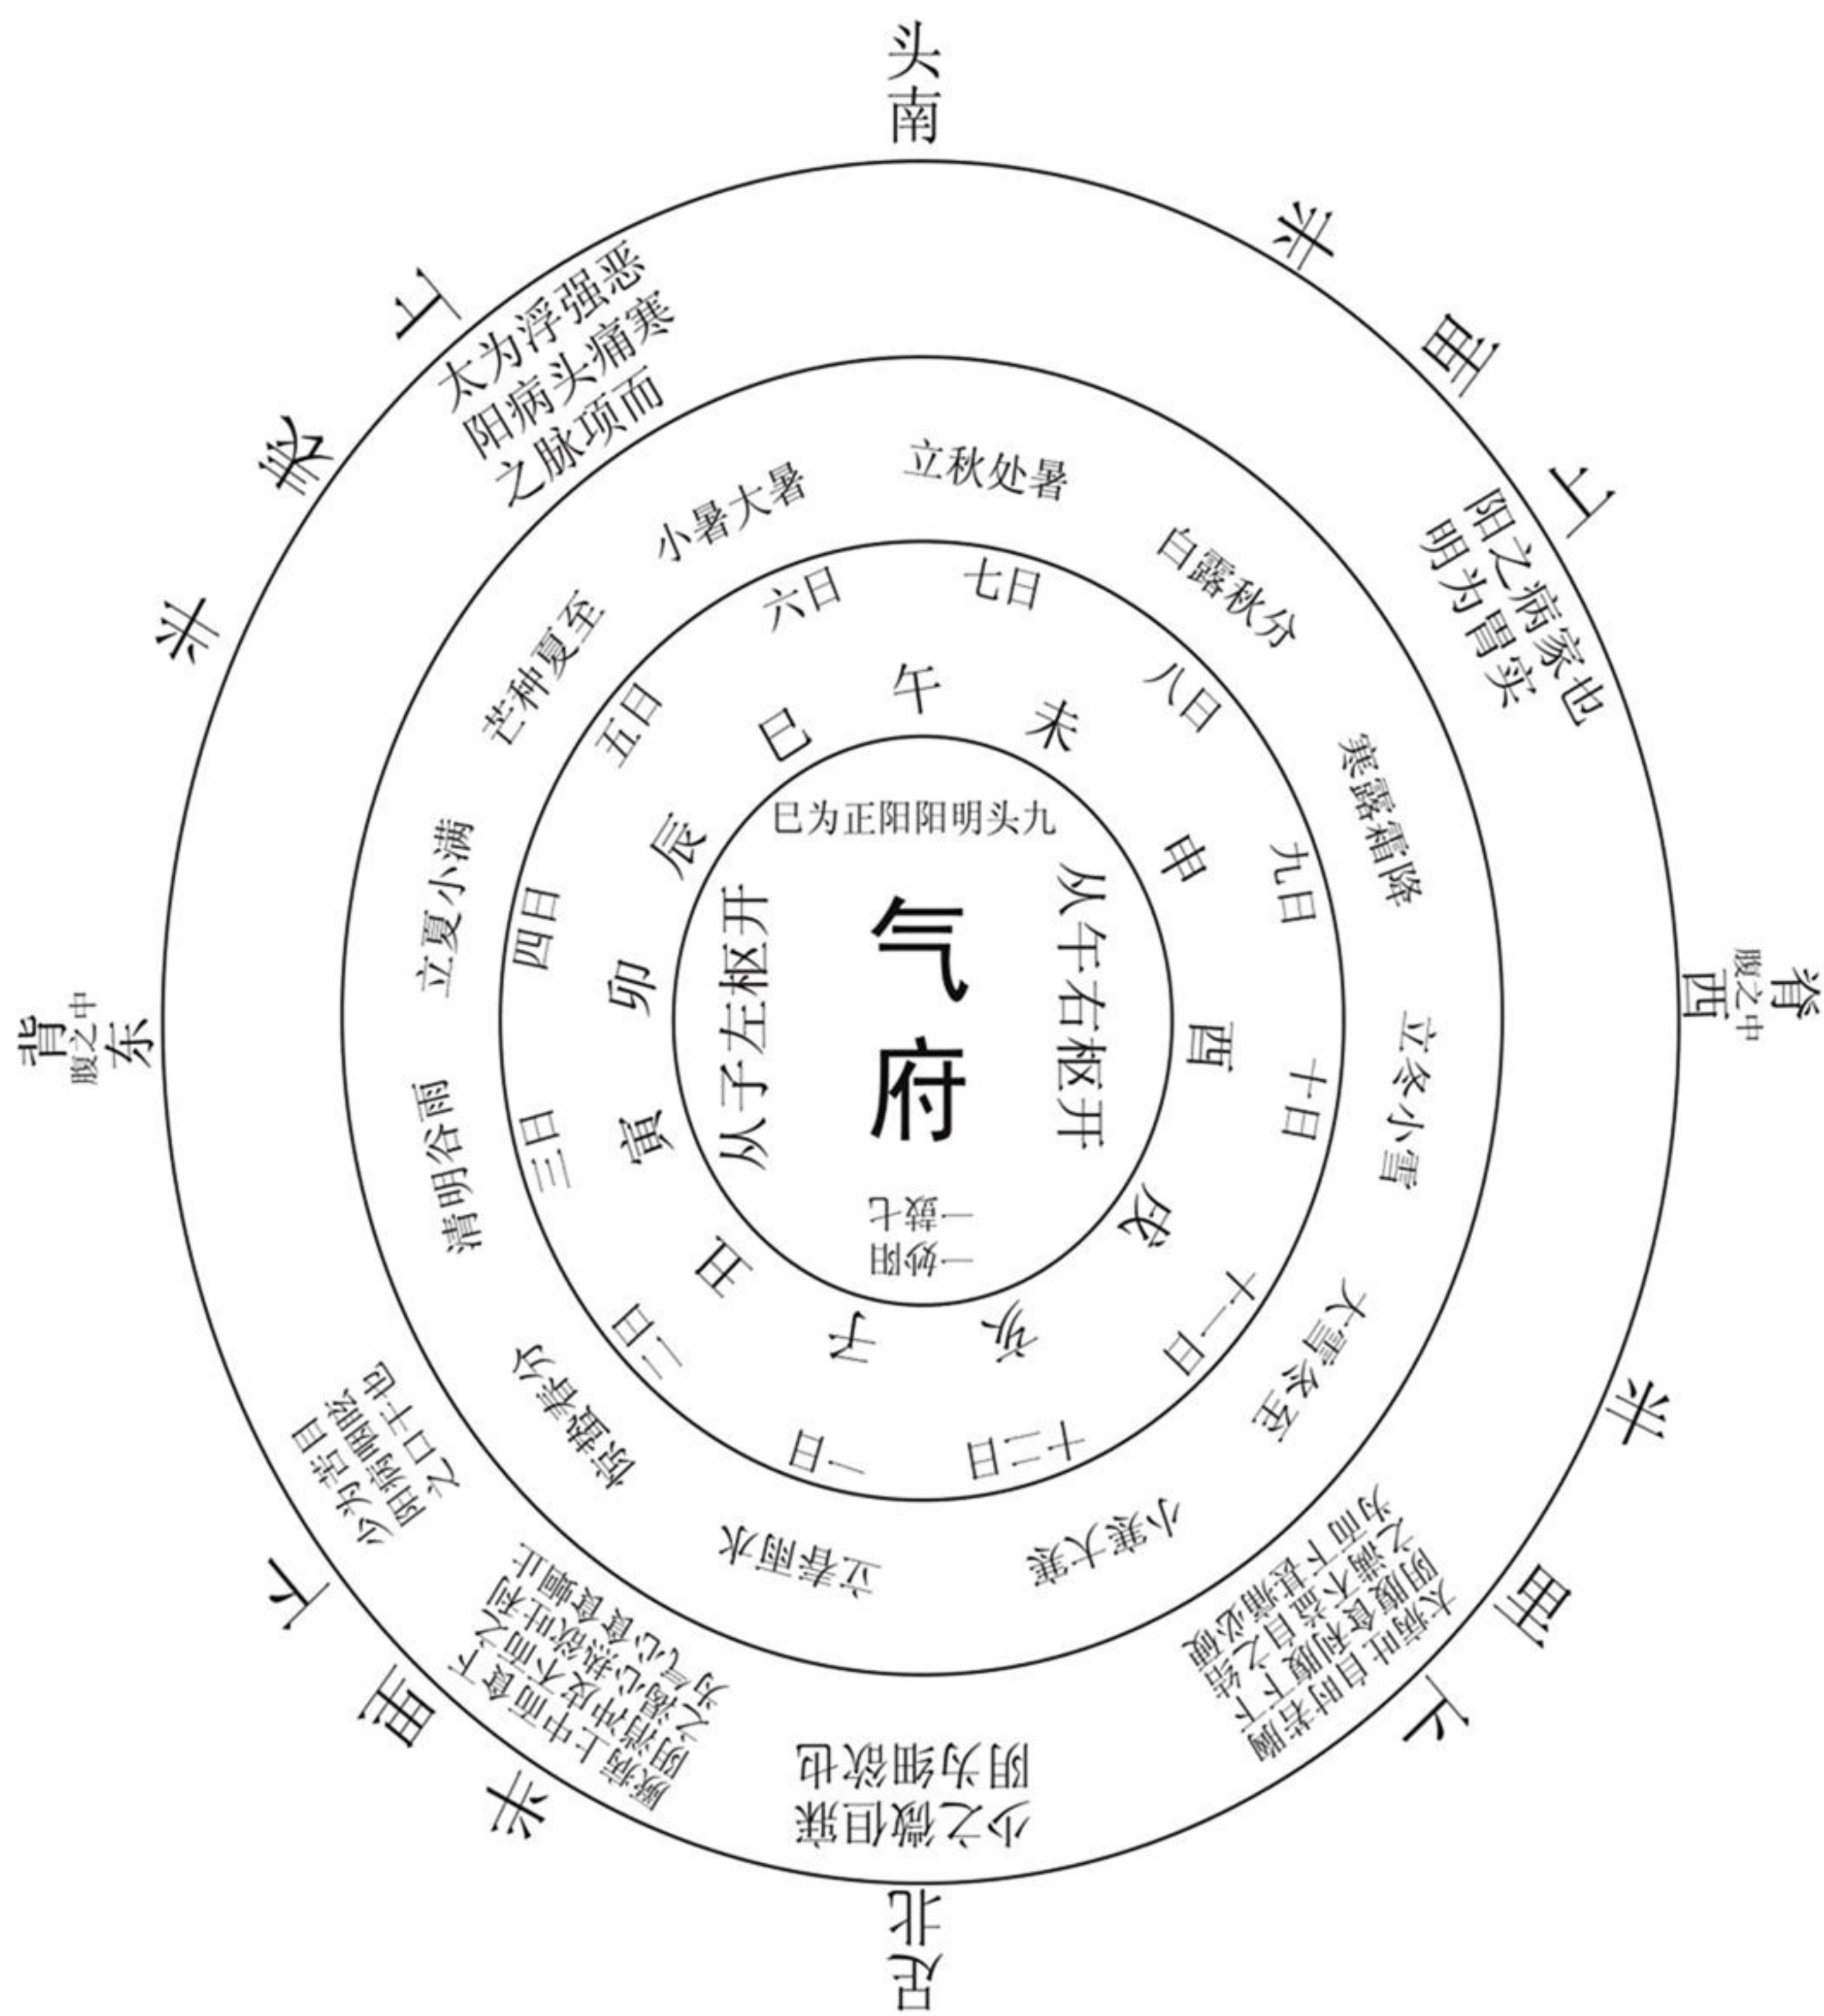 头
南
半
里
上
脊
腹之中
西
半
里
上
北
足
半
里
下
背
腹之中
东
半
表
上
太为浮强恶
阳病头痛寒
之脉项而
阳之病家也
明为胃实
太病吐自时若胸
阴腹食利腹下下
之满不益自之结
为而下甚痛必硬
少之微但寐
阴为细欲也
厥病上中而食下
阴消冲皮不而之
之渴心热欲吐利
为气心食食蛔止
少为苦目
阳病咽眩
之口干也
立春雨水
惊蛰春分
清明谷雨
立夏小满
芒种夏至
小暑大暑
立秋处暑
白露秋分
寒露霜降
立冬小雪
大雪冬至
小寒大寒
一日
二日
三日
四日
五日
六日
七日
八日
九日
十日
十一日
十二日
子
丑
寅
卯
辰
巳
午
未
申
酉
戌
亥
巳为正阳阳明头九
从子左枢开
气府
从午右枢开
一妙阳
一鼓七